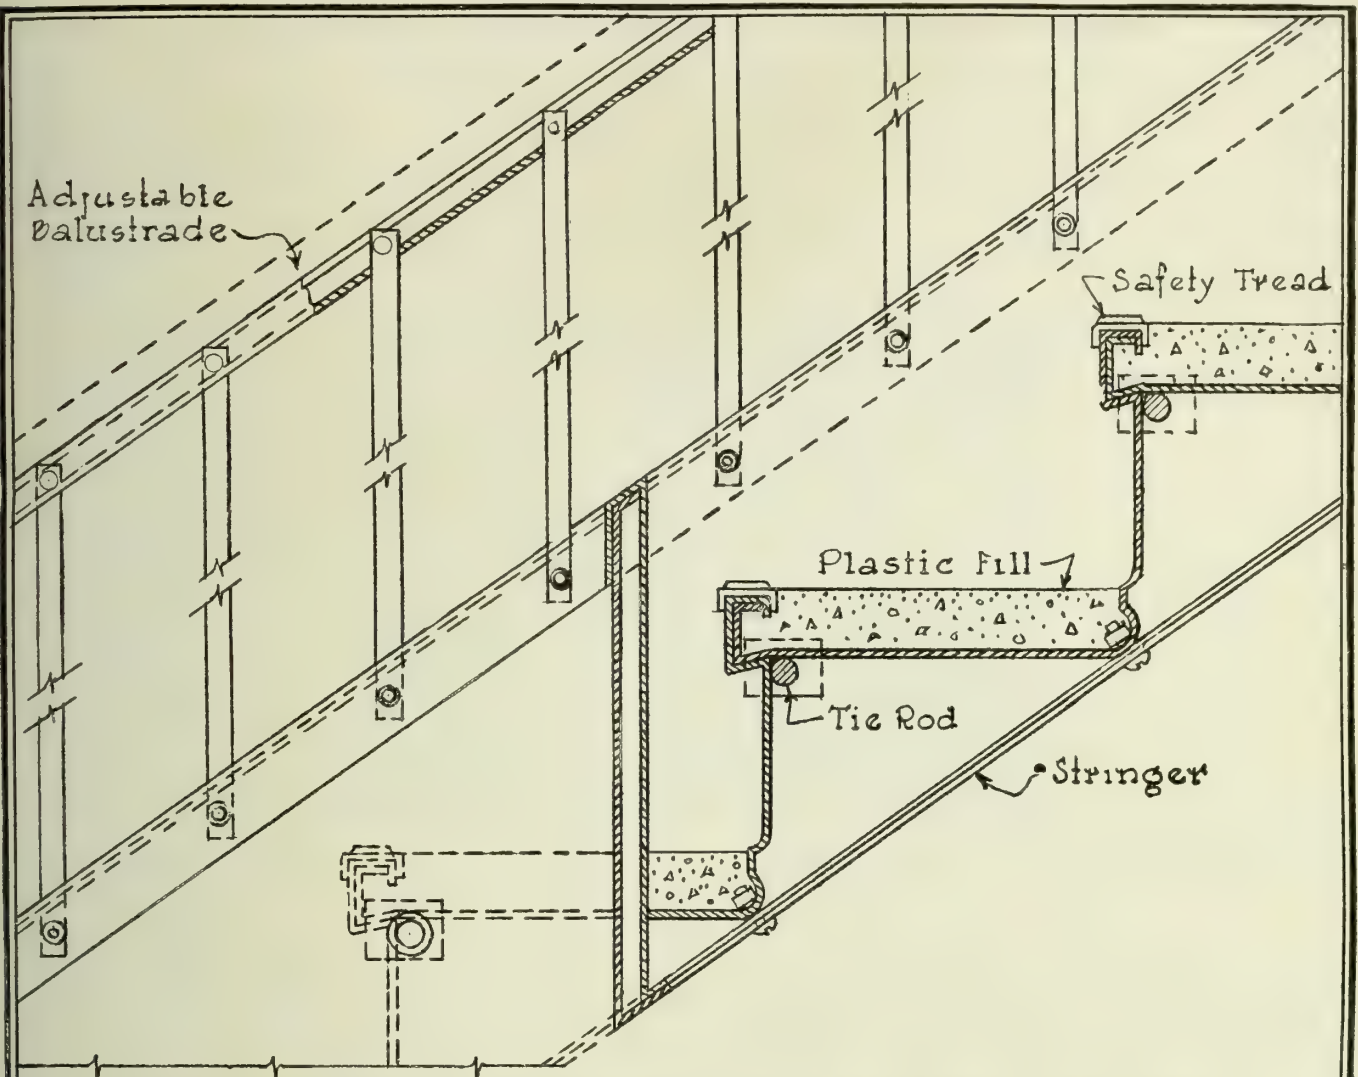 Adjustable
Balustrade
Safety Tread
Plastic Fill
Tie Rod
Stringer